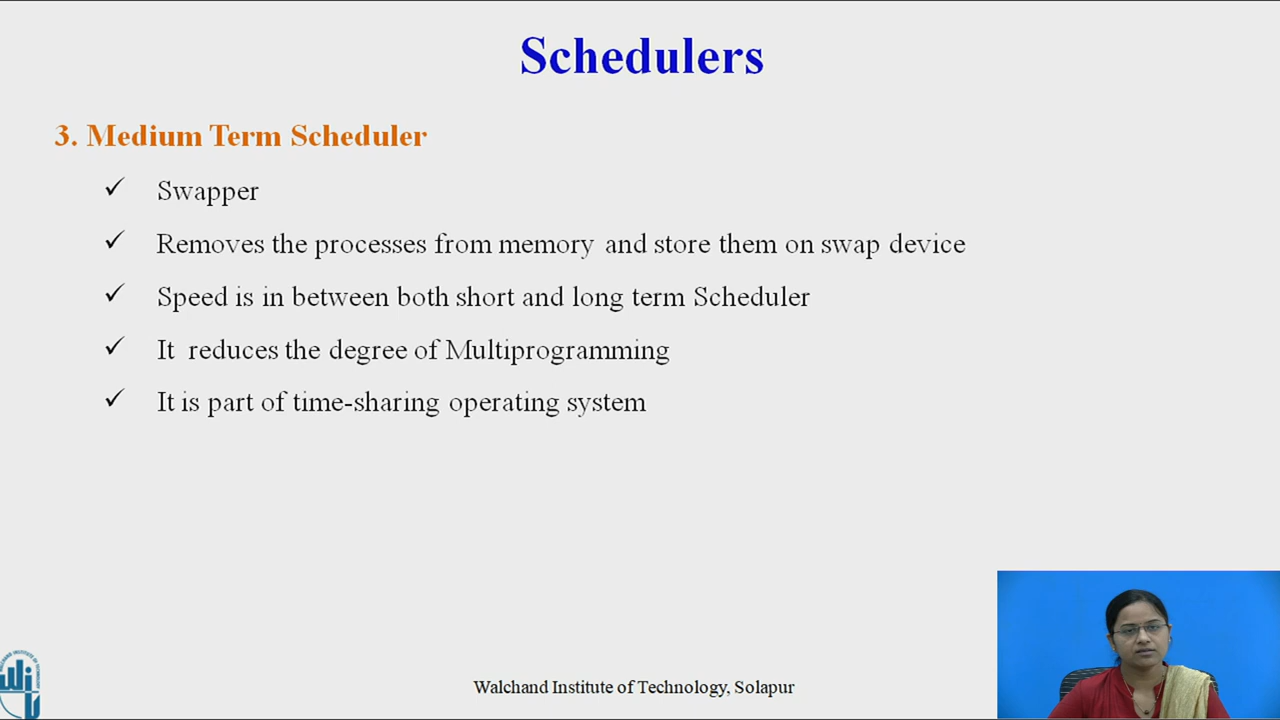 Schedulers
3. Medium Term Scheduler
✓ Swapper
✓ Removes the processes from memory and store them on swap device
✓ Speed is in between both short and long term Scheduler
✓ It reduces the degree of Multiprogramming
✓ It is part of time-sharing operating system
Walchand Institute of Technology, Solapur